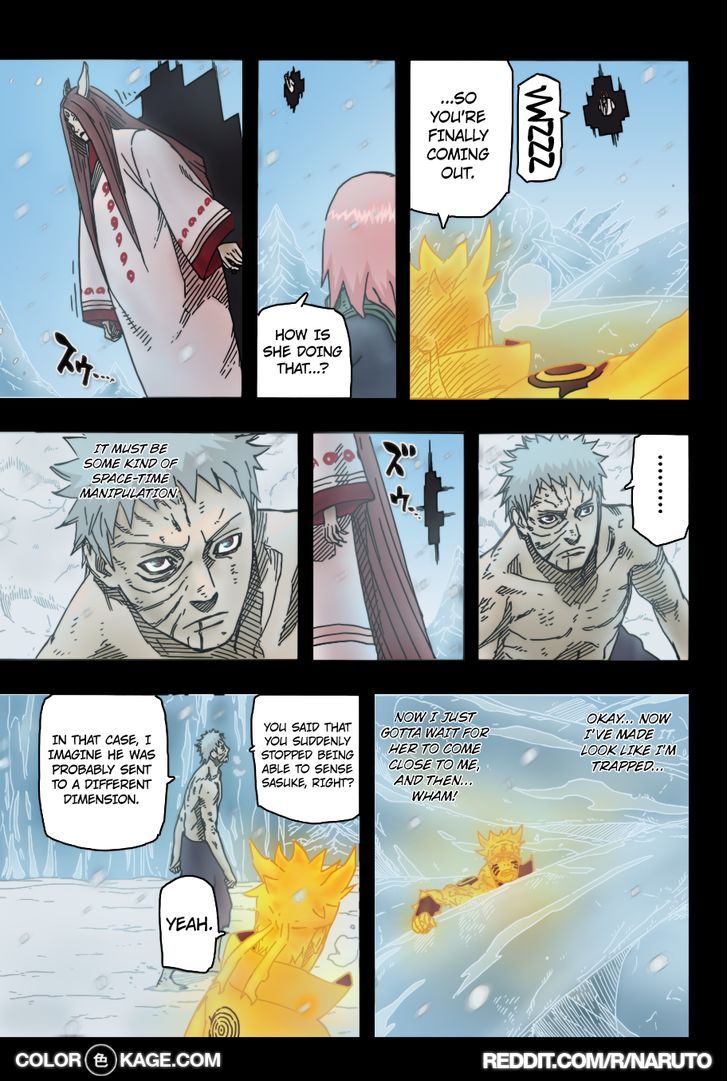 VWZZZ
...SO
YOU'RE
FINALLY
COMING
OUT.
HOW IS
SHE DOING
THAT...?
ズゥ...
.........
ズゥ...
IT MUST BE
SOME KIND OF
SPACE-TIME
MANIPULATION
OKAY... NOW
I'VE MADE IT
LOOK LIKE I'M
TRAPPED...
NOW I JUST
GOTTA WAIT FOR
HER TO COME
CLOSE TO ME,
AND THEN...
WHAM!
YOU SAID THAT
YOU SUDDENLY
STOPPED BEING
ABLE TO SENSE
SASUKE, RIGHT?
YEAH.
IN THAT CASE, I
IMAGINE HE WAS
PROBABLY SENT
TO A DIFFERENT
DIMENSION.
COLOR 色 KAGE.COM
REDDIT.COM/R/NARUTO